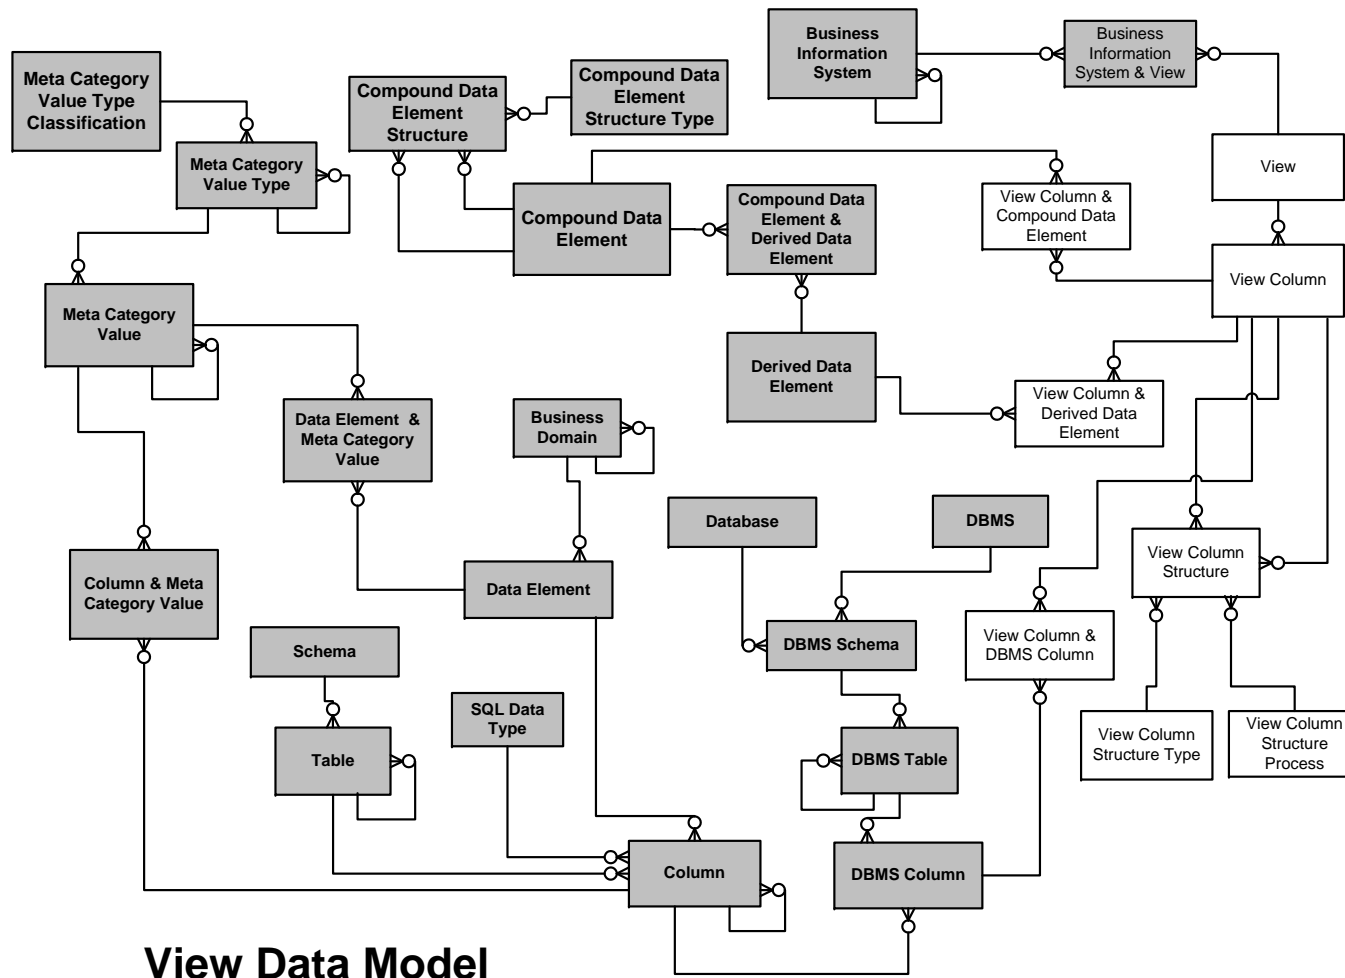 Business
Information
System
Business
Information
System & View
Meta Category
Value Type
Classification
Compound Data
Element
Structure
Compound Data
Element
Structure Type
Meta Category
Value Type
View
Compound Data
Element
Compound Data
Element &
Derived Data
Element
View Column &
Compound Data
Element
View Column
Meta Category
Value
Derived Data
Element
View Column &
Derived Data
Element
Data Element & 
Meta Category
Value
Business
Domain
Database
DBMS
View Column
Structure
Column & Meta
Category Value
Data Element
Schema
DBMS Schema
View Column &
DBMS Column
SQL Data
Type
Table
DBMS Table
View Column
Structure Type
View Column
Structure
Process
Column
DBMS Column
View Data Model